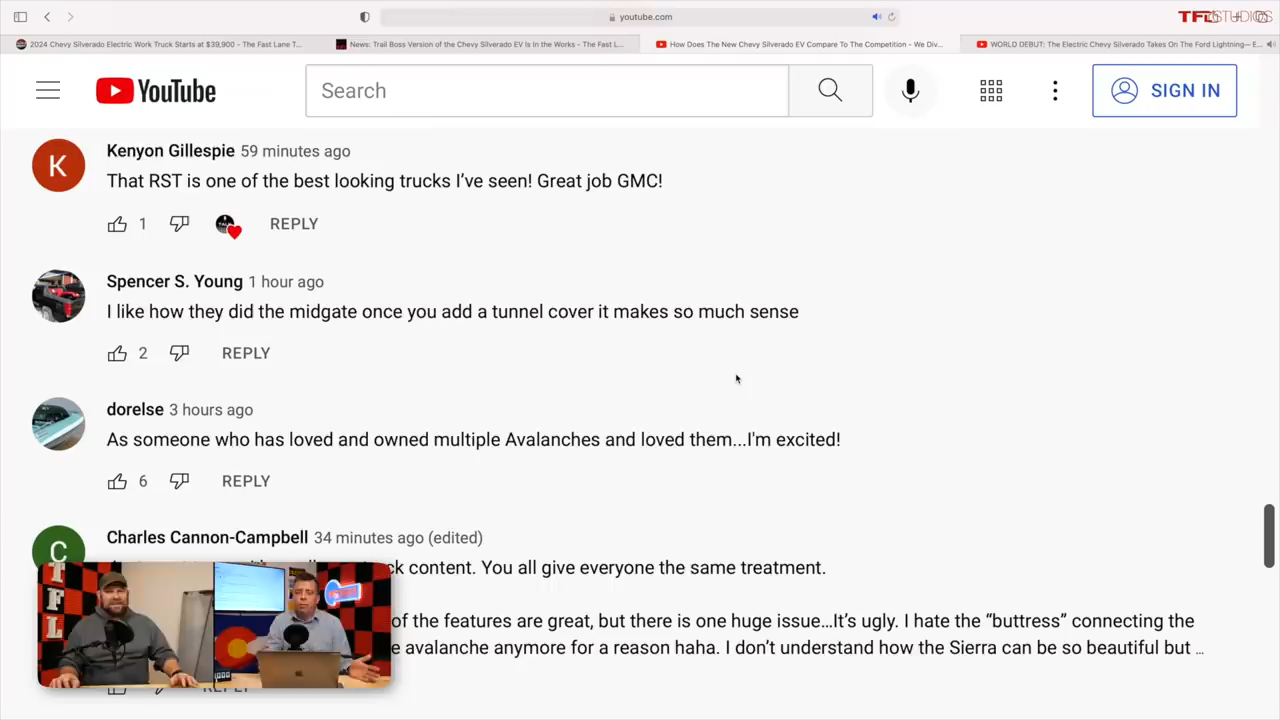 youtube.com
TFLSTUDIOS
2024 Chevy Silverado Electric Work Truck Starts at $39,900 - The Fast Lane T...
News: Trail Boss Version of the Chevy Silverado EV Is In the Works - The Fast L...
How Does The New Chevy Silverado EV Compare To The Competition - We Div...
WORLD DEBUT: The Electric Chevy Silverado Takes On The Ford Lightning— E...
YouTube
Search
SIGN IN
K
Kenyon Gillespie 59 minutes ago
That RST is one of the best looking trucks I’ve seen! Great job GMC!
1
REPLY
Spencer S. Young 1 hour ago
I like how they did the midgate once you add a tunnel cover it makes so much sense
2
REPLY
dorelse 3 hours ago
As someone who has loved and owned multiple Avalanches and loved them...I'm excited!
6
REPLY
C
Charles Cannon-Campbell 34 minutes ago (edited)
content. You all give everyone the same treatment.
of the features are great, but there is one huge issue...It’s ugly. I hate the “buttress” connecting the
avalanche anymore for a reason haha. I don’t understand how the Sierra can be so beautiful but ...
TFL